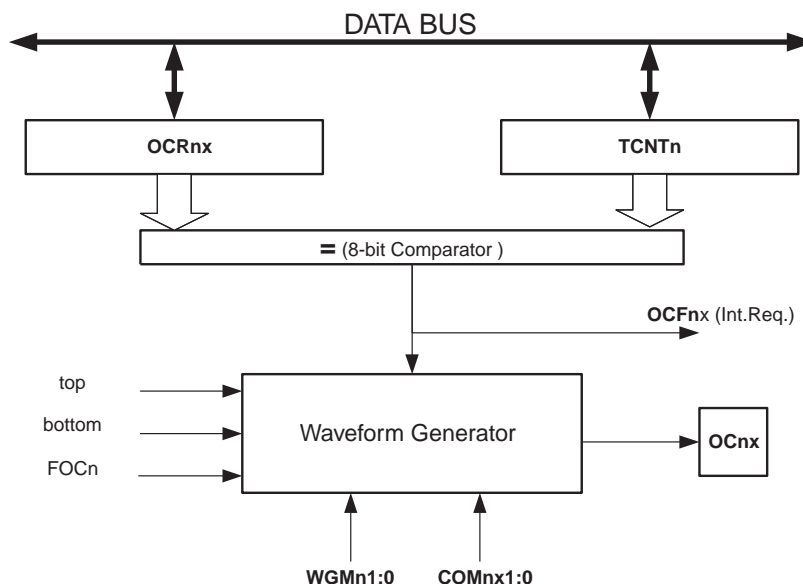 DATA BUS
OCRnx
TCNTn
= (8-bit Comparator )
OCFnx (Int.Req.)
top
bottom
FOCn
Waveform Generator
OCnx
WGMn1:0
COMnx1:0